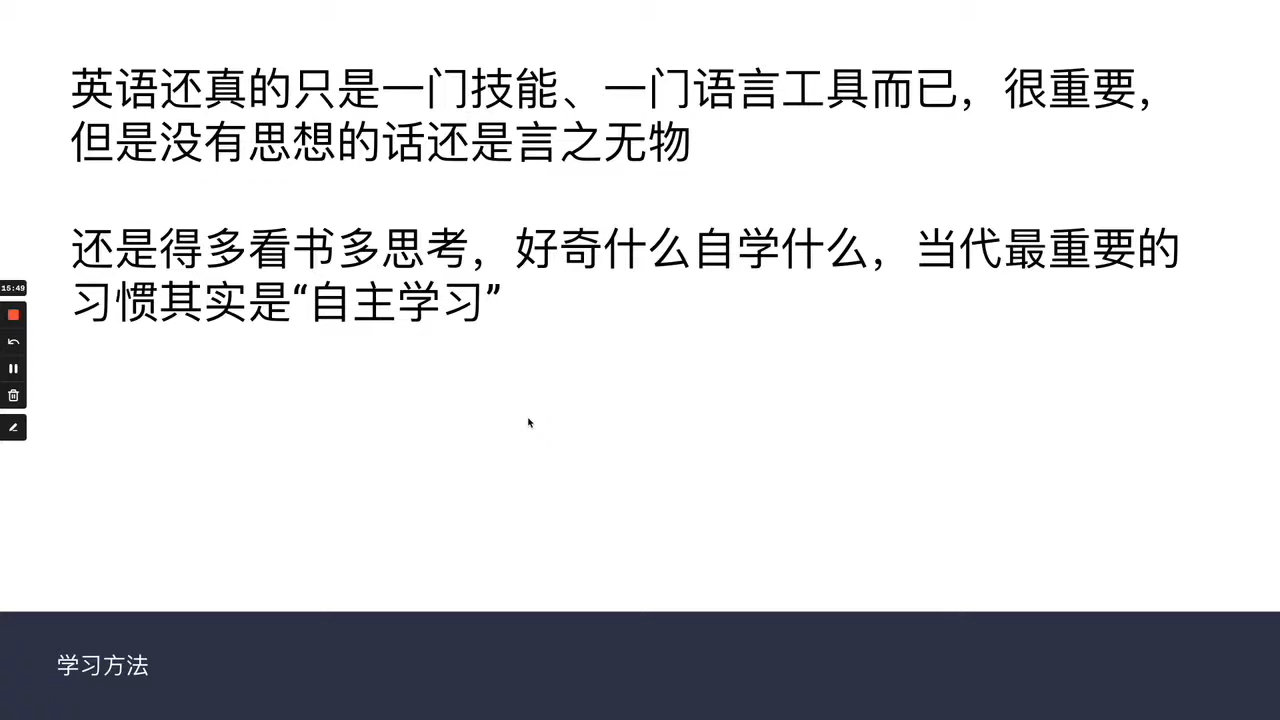 英语还真的只是一门技能、一门语言工具而已，很重要，
但是没有思想的话还是言之无物
还是得多看书多思考，好奇什么自学什么，当代最重要的
习惯其实是“自主学习”
15:49
学习方法